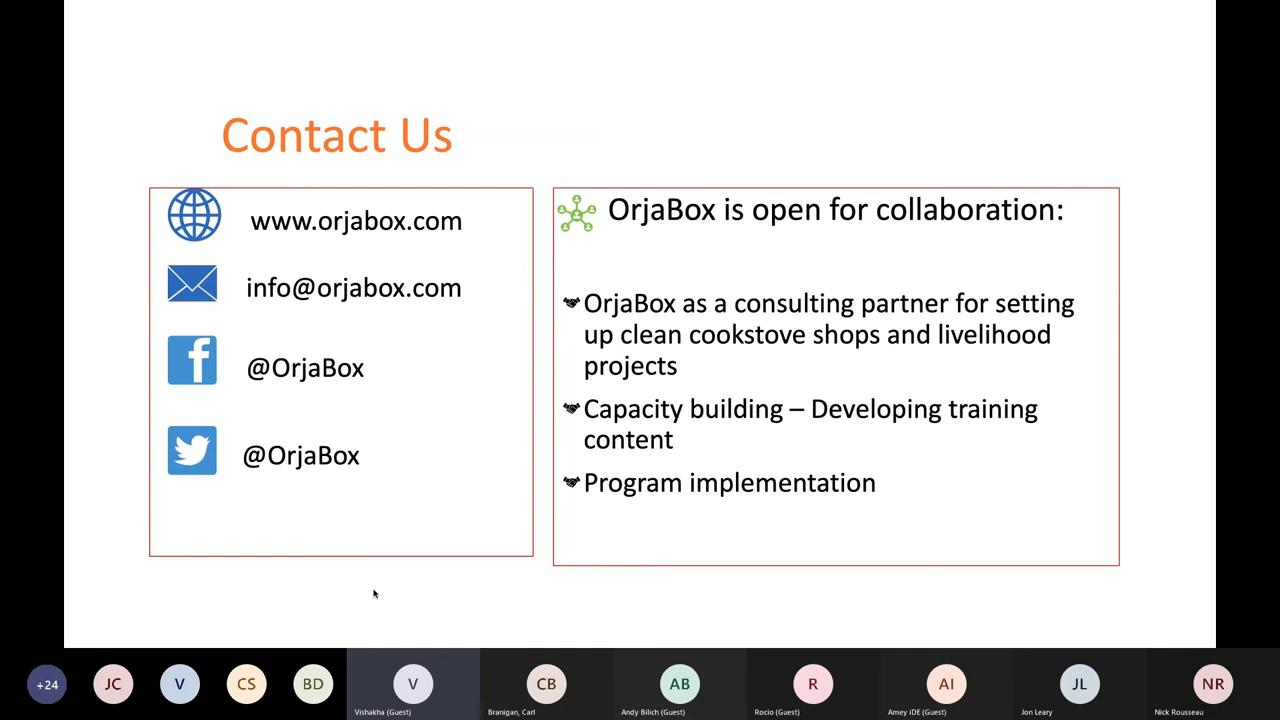 Contact Us
www.orjabox.com
info@orjabox.com
@OrjaBox
@OrjaBox
OrjaBox is open for collaboration:
OrjaBox as a consulting partner for setting
up clean cookstove shops and livelihood
projects
Capacity building – Developing training
content
Program implementation
+24
JC
V
CS
BD
V
CB
AB
R
AI
JL
NR
Vishakha (Guest)
Branigan, Carl
Andy Bilich (Guest)
Rocio (Guest)
Amey iDE (Guest)
Jon Leary
Nick Rousseau